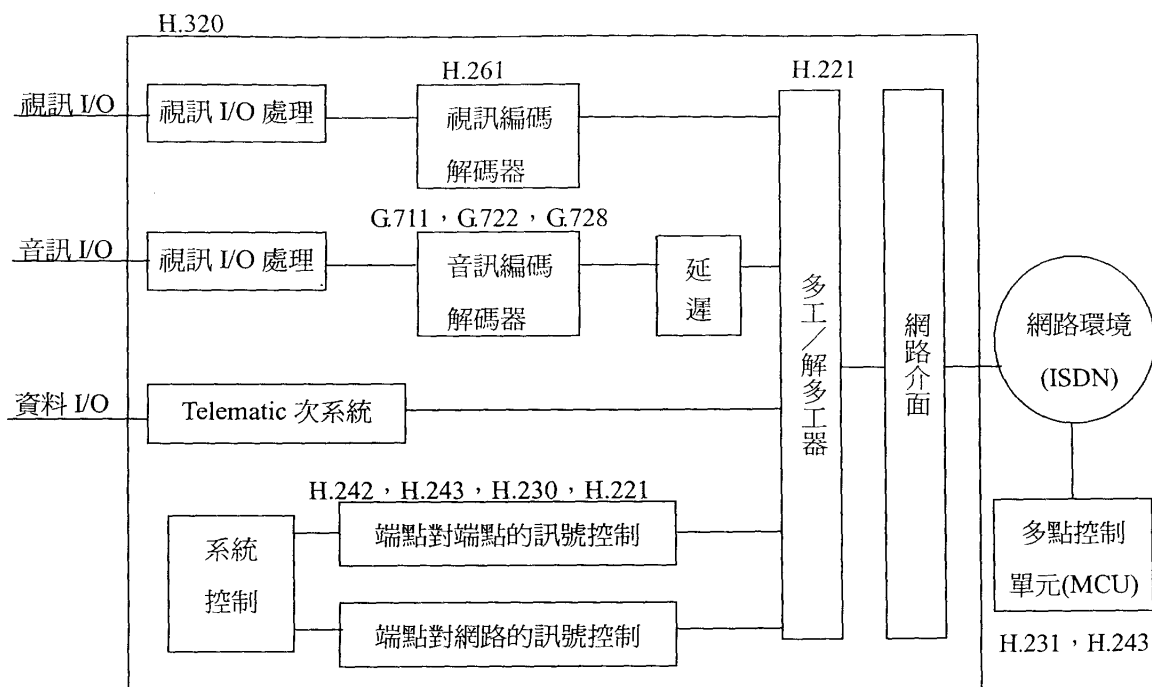 H.320
H.261
H.221
視訊 I/O
視訊 I/O 處理
視訊編碼
解碼器
G.711,G.722,G.728
音訊 I/O
視訊 I/O 處理
音訊編碼
解碼器
延
遲
多工/解多工器
網路介面
網路環境
(ISDN)
資料 I/O
Telematic 次系統
H.242,H.243,H.230,H.221
系統
控制
端點對端點的訊號控制
端點對網路的訊號控制
多點控制
單元(MCU)
H.231,H.243